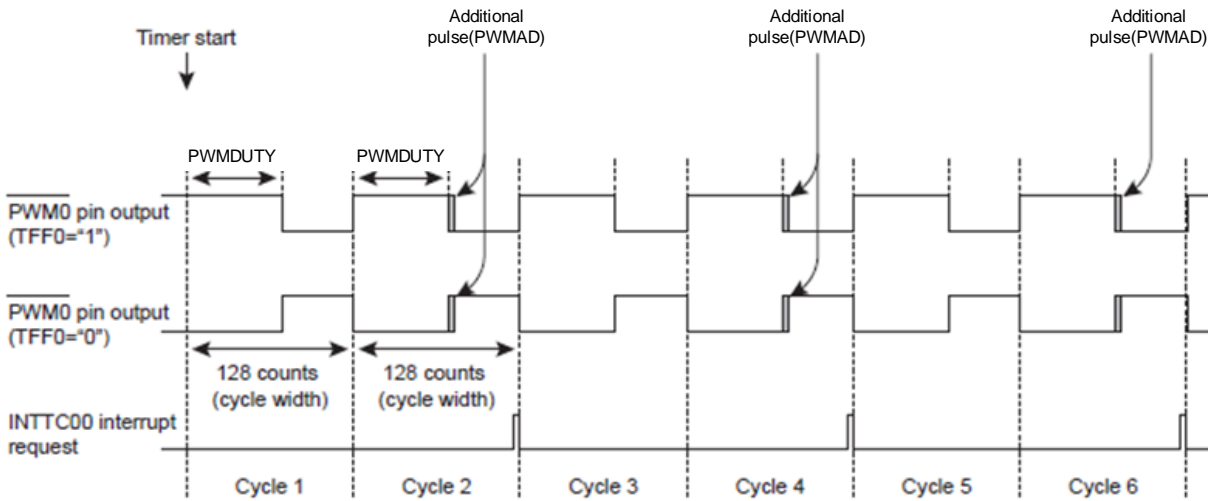 Additional
pulse(PWMAD)
Additional
pulse(PWMAD)
Additional
pulse(PWMAD)
Timer start
PWMDUTY
PWMDUTY
PWM0 pin output
(TFF0="1")
PWM0 pin output
(TFF0="0")
128 counts
(cycle width)
128 counts
(cycle width)
INTTC00 interrupt
request
Cycle 1
Cycle 2
Cycle 3
Cycle 4
Cycle 5
Cycle 6